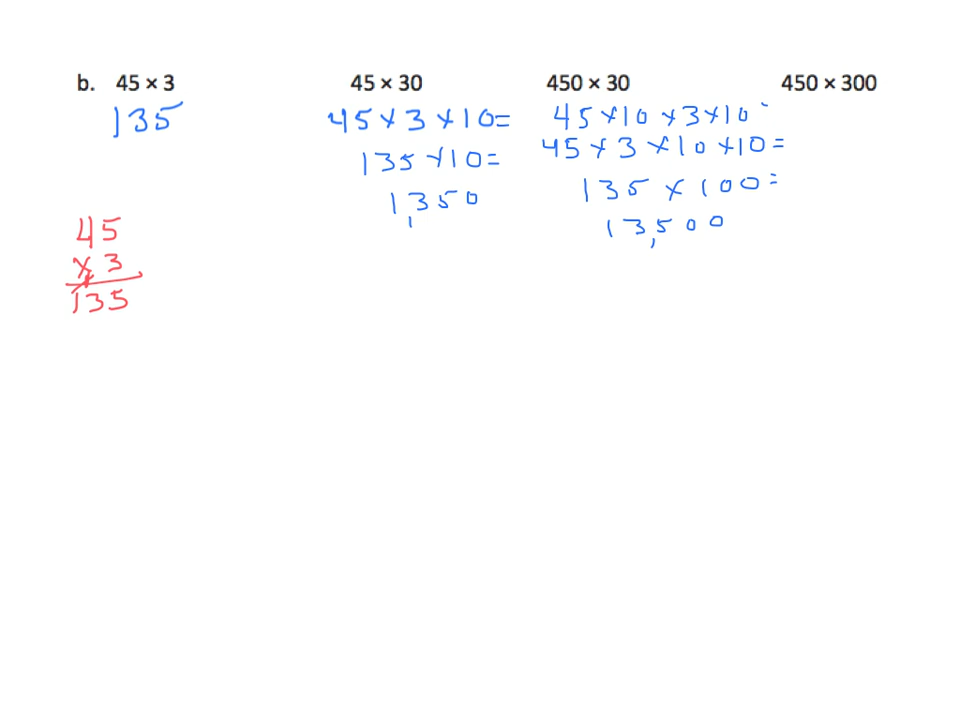 b. 45 × 3 45 × 30 450 × 30 450 × 300
135 45 × 3 × 10 = 45 × 10 × 3 × 10
135 × 10 = 45 × 3 × 10 × 10 =
1,350 135 × 100 =
45 13,500
× 3
135